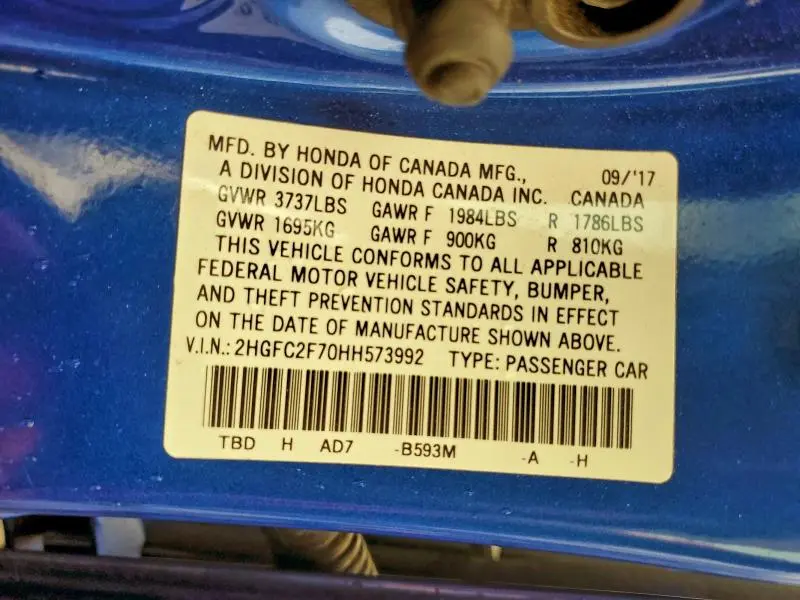 MFD. BY HONDA OF CANADA MFG., 09/'17
A DIVISION OF HONDA CANADA INC. CANADA
GVWR 3737LBS GAWR F 1984LBS R 1786LBS
GVWR 1695KG GAWR F 900KG R 810KG
THIS VEHICLE CONFORMS TO ALL APPLICABLE
FEDERAL MOTOR VEHICLE SAFETY, BUMPER,
AND THEFT PREVENTION STANDARDS IN EFFECT
ON THE DATE OF MANUFACTURE SHOWN ABOVE.
V.I.N.: 2HGFC2F70HH573992 TYPE: PASSENGER CAR
TBD H AD7 -B593M -A -H